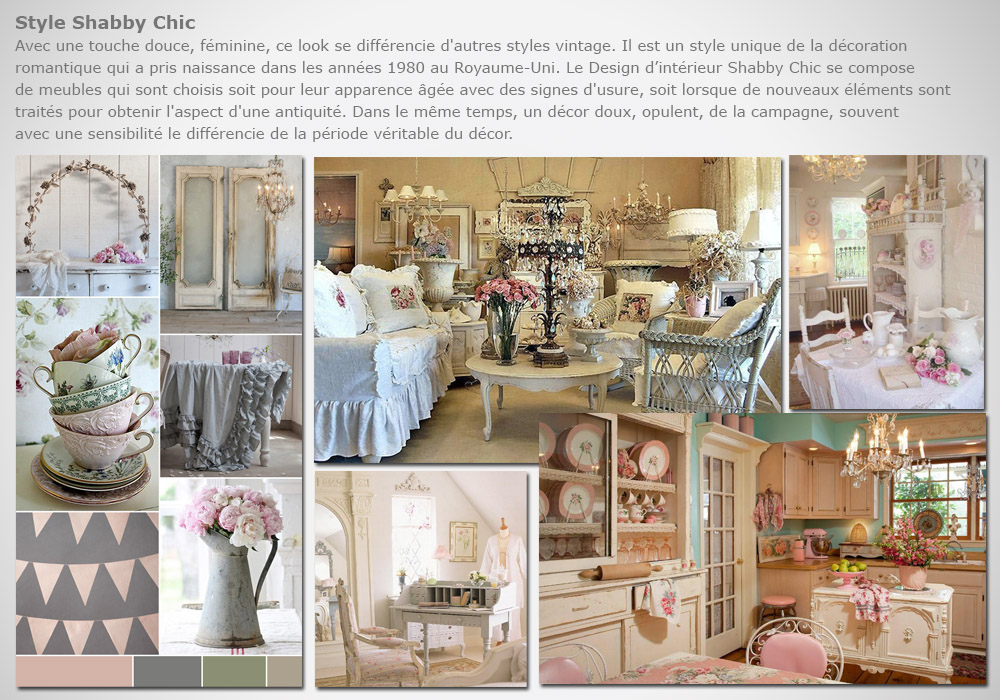 Style Shabby Chic
Avec une touche douce, féminine, ce look se différencie d'autres styles vintage. Il est un style unique de la décoration
romantique qui a pris naissance dans les années 1980 au Royaume-Uni. Le Design d’intérieur Shabby Chic se compose
de meubles qui sont choisis soit pour leur apparence âgée avec des signes d'usure, soit lorsque de nouveaux éléments sont
traités pour obtenir l'aspect d'une antiquité. Dans le même temps, un décor doux, opulent, de la campagne, souvent
avec une sensibilité le différencie de la période véritable du décor.